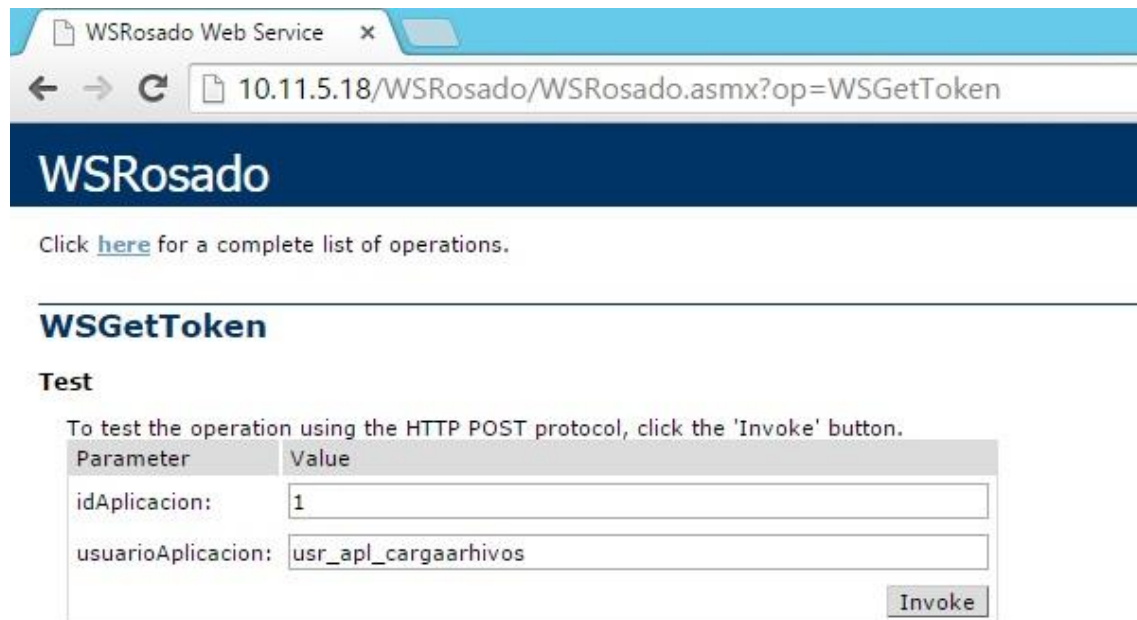 WSRosado Web Service
10.11.5.18/WSRosado/WSRosado.asmx?op=WSGetToken
WSRosado
Click here for a complete list of operations.
WSGetToken
Test
To test the operation using the HTTP POST protocol, click the 'Invoke' button.
Parameter Value
idAplicacion: 1
usuarioAplicacion: usr_apl_cargaarhivos
Invoke